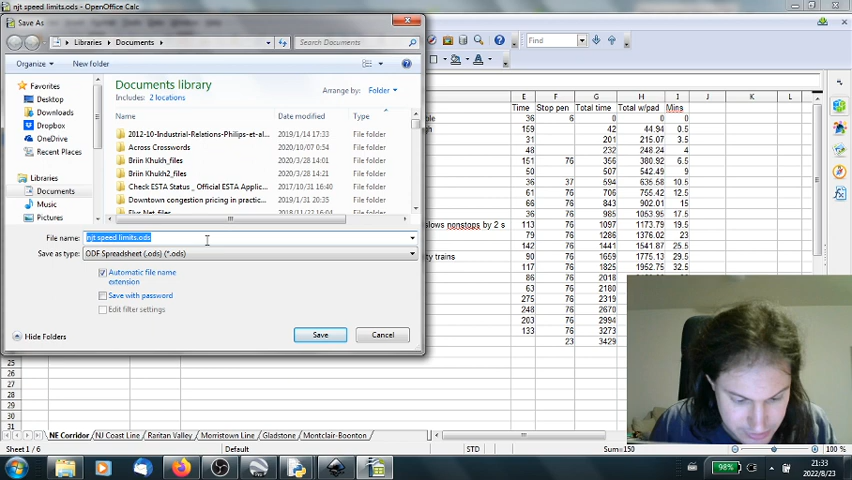 njt speed limits.ods - OpenOffice Calc
Save As
Libraries Documents Search Documents
Organize New folder
Favorites
Desktop
Downloads
Dropbox
OneDrive
Recent Places
Libraries
Documents
Music
Pictures
Documents library
Includes: 2 locations
Arrange by: Folder
Name Date modified Type
2012-10-Industrial-Relations-Philips-et-al... 2019/1/14 17:33 File folder
Across Crosswords 2020/10/07 0:54 File folder
Briin Khukh_files 2020/3/28 14:21 File folder
Briin Khukh2_files 2020/3/28 14:21 File folder
Check ESTA Status _ Official ESTA Applic... 2017/10/31 16:40 File folder
Downtown congestion pricing in practic... 2019/1/31 20:35 File folder
File name: njt speed limits.ods
Save as type: ODF Spreadsheet (.ods) (*.ods)
Automatic file name
extension
Save with password
Edit filter settings
Hide Folders Save Cancel
Find
E F G H I J K L
Time Stop pen Total time Total w/pad Mins
36 6 0 0 0
159 42 44.94 0.5
31 201 215.07 3.5
48 232 248.24 4
151 76 356 380.92 6.5
50 507 542.49 9
36 37 594 635.58 10.5
61 76 706 755.42 12.5
66 76 843 902.01 15
36 76 985 1053.95 17.5
slows nonstops by 2 s 113 76 1097 1173.79 19.5
79 76 1286 1376.02 23
142 76 1441 1541.87 25.5
ty trains 90 76 1659 1775.13 29.5
117 76 1825 1952.75 32.5
86 76 2018
63 76 2180
275 76 2319
248 76 2670
203 76 2994
133 76 3273
23 3429
25
26
27
28
29
30
31
NE Corridor NJ Coast Line Raritan Valley Morristown Line Gladstone Montclair-Boonton
Sheet 1 / 6 Default STD Sum=150 100 %
98% 21:33
2022/8/23